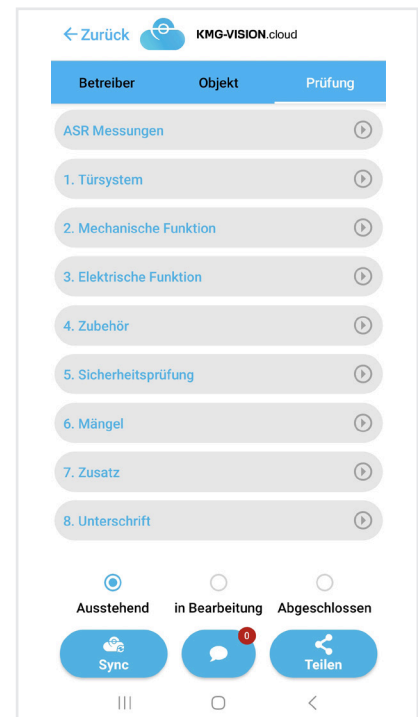 Zurück KMG-VISION.cloud
Betreiber Objekt Prüfung
ASR Messungen
1. Türsystem
2. Mechanische Funktion
3. Elektrische Funktion
4. Zubehör
5. Sicherheitsprüfung
6. Mängel
7. Zusatz
8. Unterschrift
Ausstehend in Bearbeitung Abgeschlossen
0
Sync Teilen